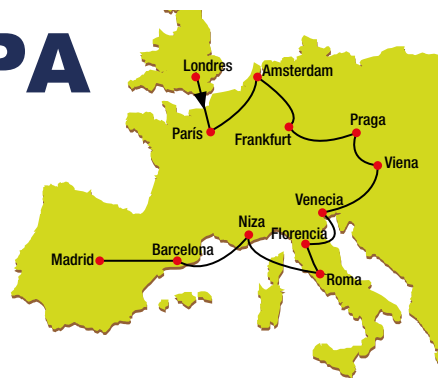 PA
Londres
Amsterdam
París
Frankfurt
Praga
Viena
Venecia
Niza
Florencia
Barcelona
Madrid
Roma